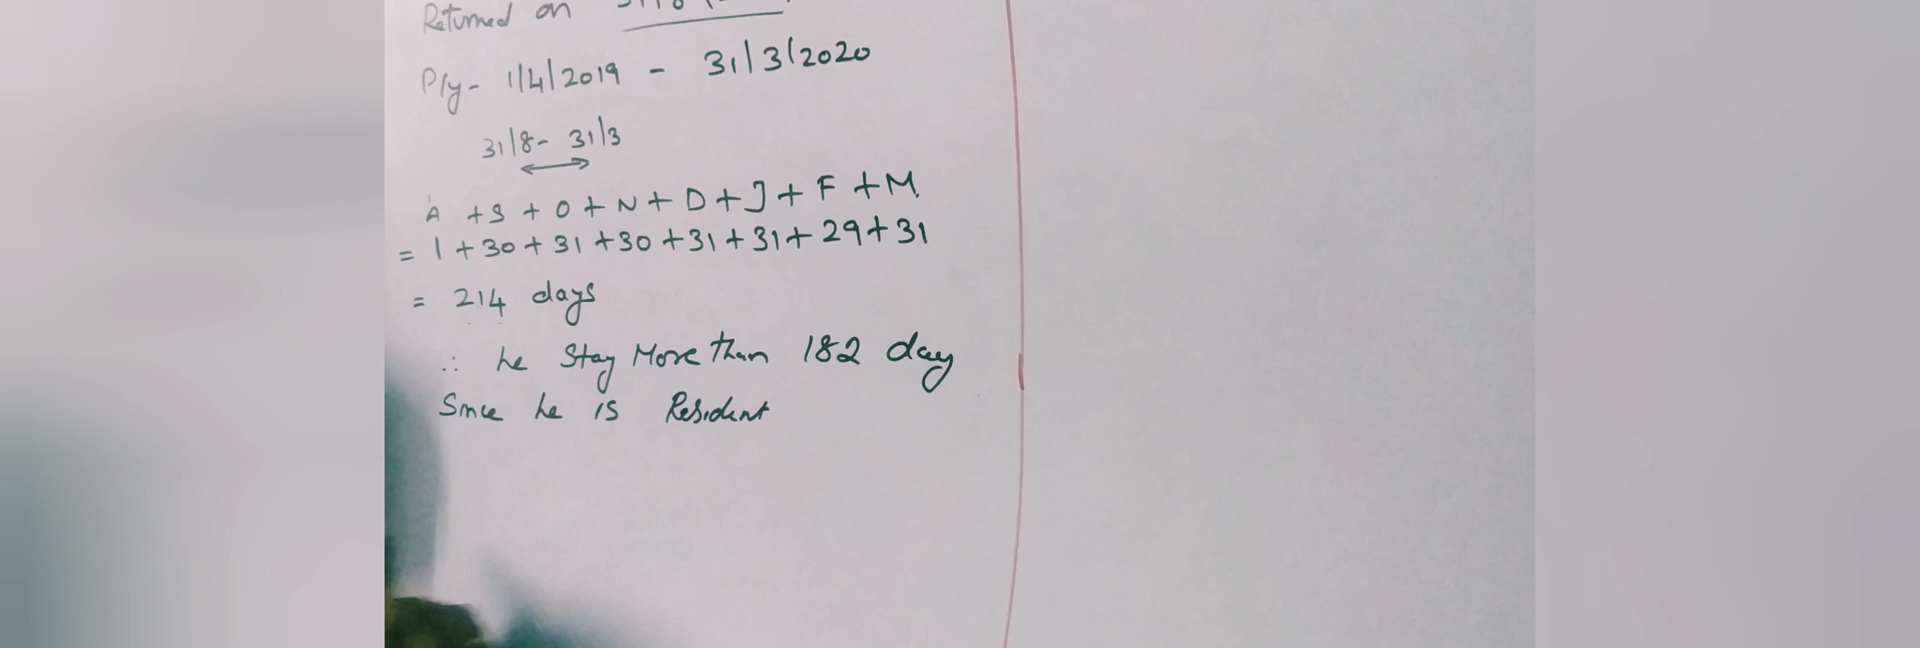 Returned on
P/y- 1/4/2019 - 31/3/2020
31/8- 31/3
A + S + O + N + D + J + F + M
= 1 + 30 + 31 + 30 + 31 + 31 + 29 + 31
= 214 days
∴ he Stay More than 182 day
Since he is Resident